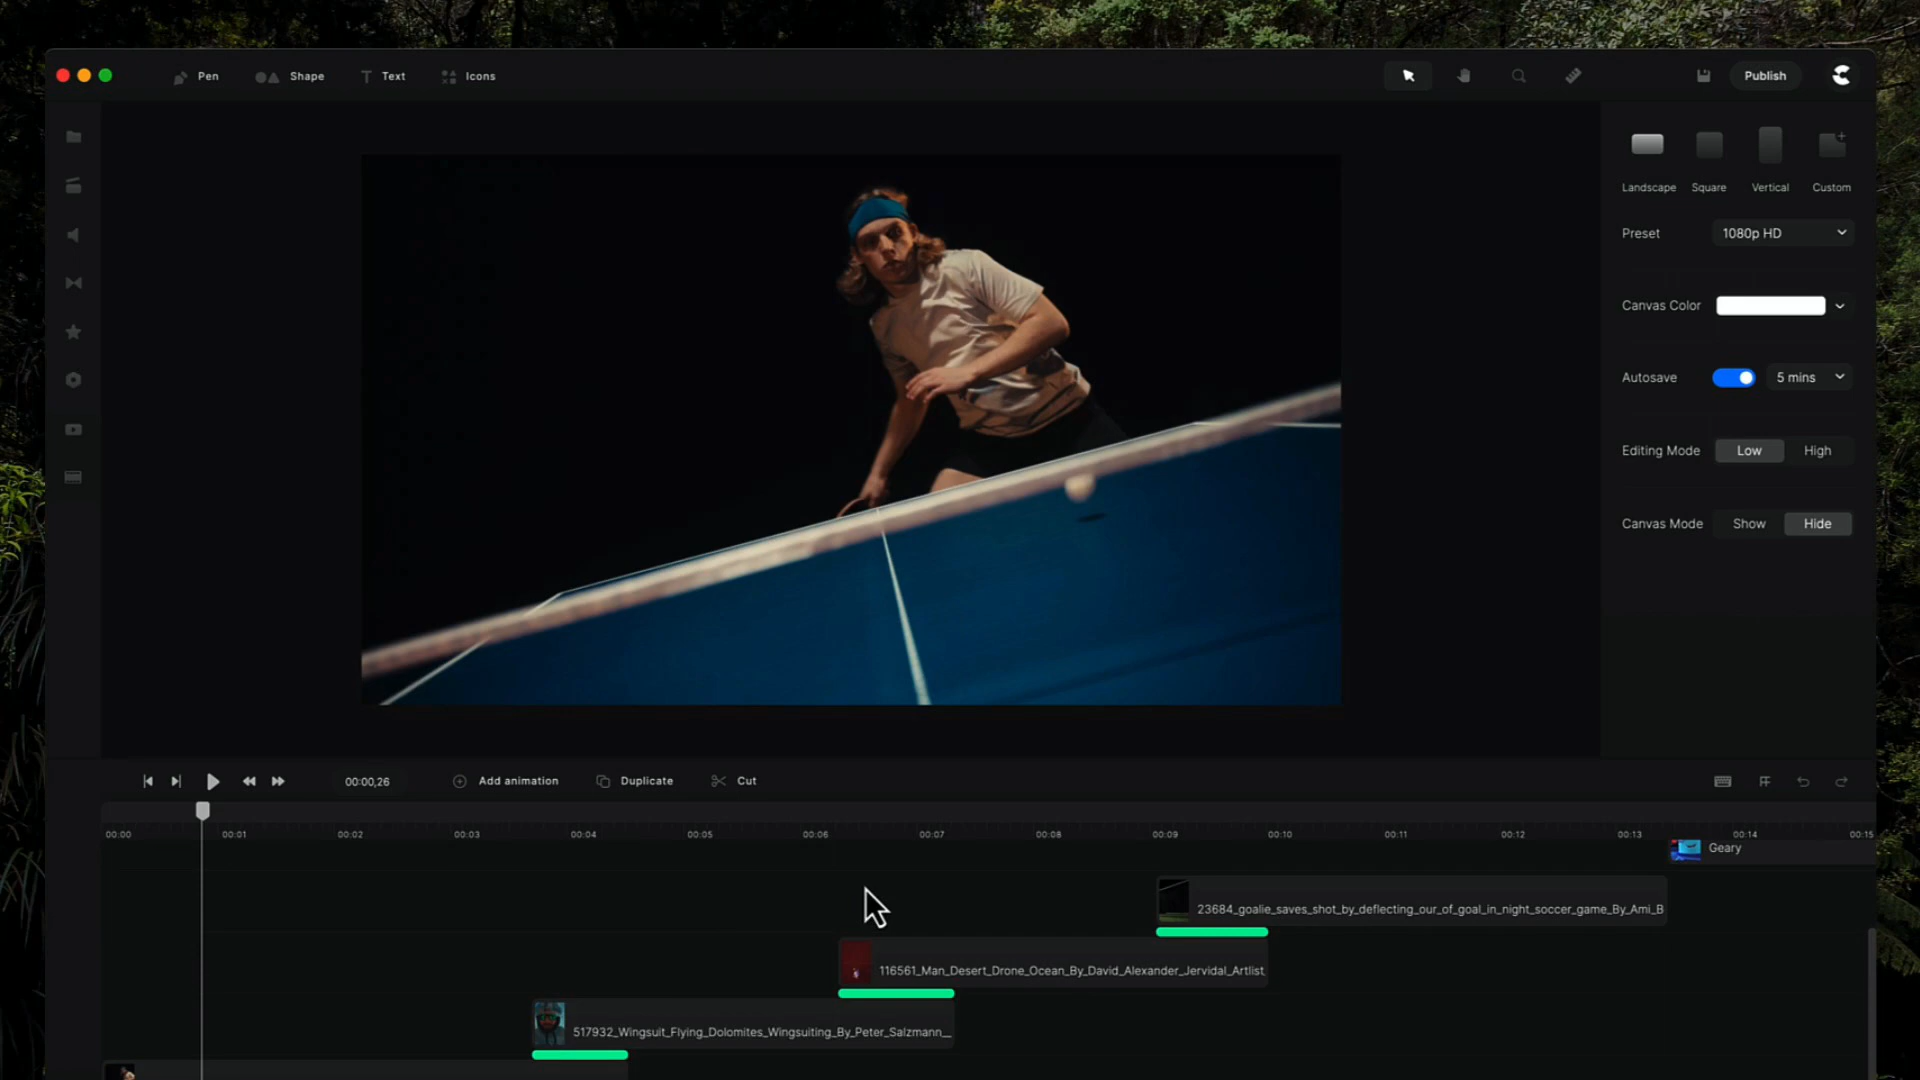 Pen Shape Text Icons Publish
Landscape Square Vertical Custom
Preset 1080p HD
Canvas Color
Autosave 5 mins
Editing Mode Low High
Canvas Mode Show Hide
00:00,26 Add animation Duplicate Cut
00:00 00:01 00:02 00:03 00:04 00:05 00:06 00:07 00:08 00:09 00:10 00:11 00:12 00:13 00:14 00:15
Geary
23684_goalie_saves_shot_by_deflecting_our_of_goal_in_night_soccer_game_By_Ami_B
116561_Man_Desert_Drone_Ocean_By_David_Alexander_Jervidal_Artlist_
517932_Wingsuit_Flying_Dolomites_Wingsuiting_By_Peter_Salzmann__